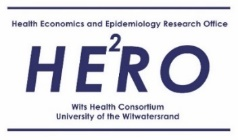 Health Economics and Epidemiology Research Office
HE²RO
Wits Health Consortium
University of the Witwatersrand